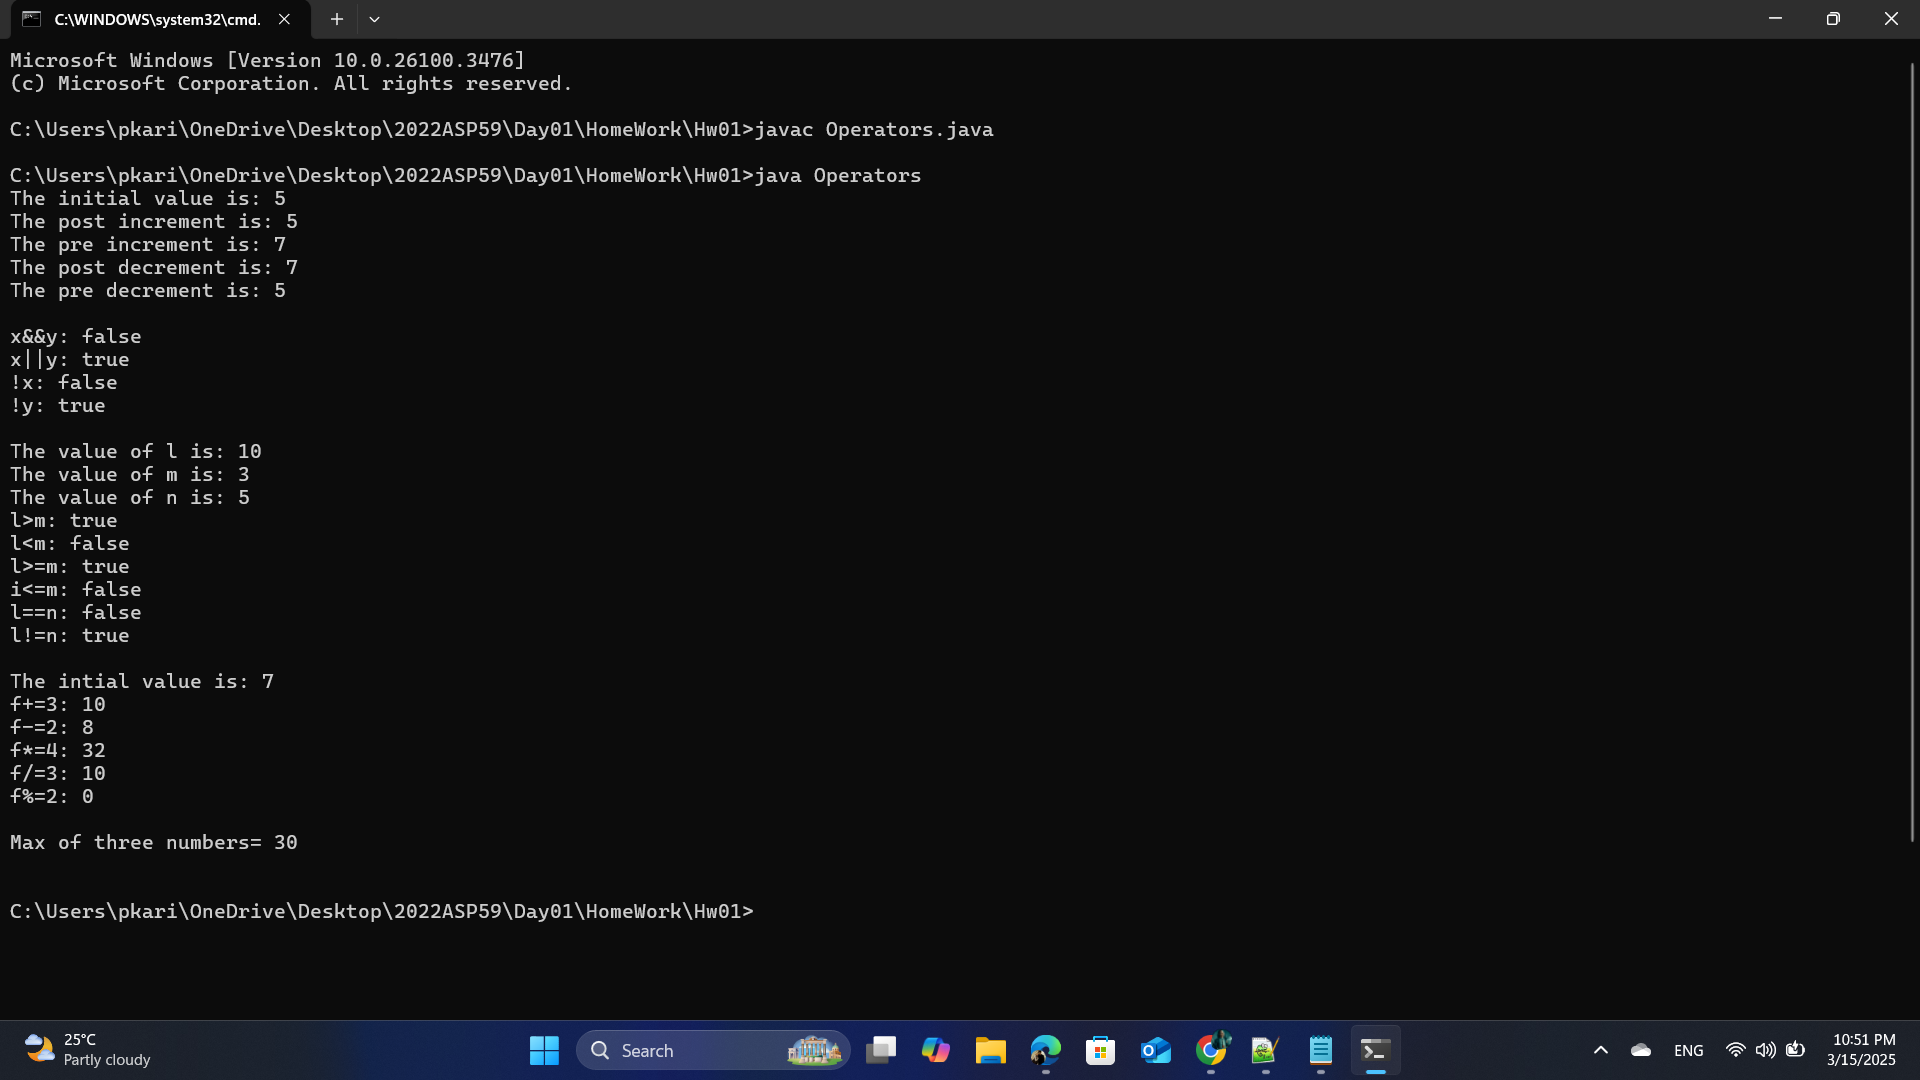 C:\WINDOWS\system32\cmd.
Microsoft Windows [Version 10.0.26100.3476]
(c) Microsoft Corporation. All rights reserved.
C:\Users\pkari\OneDrive\Desktop\2022ASP59\Day01\HomeWork\Hw01>javac Operators.java
C:\Users\pkari\OneDrive\Desktop\2022ASP59\Day01\HomeWork\Hw01>java Operators
The initial value is: 5
The post increment is: 5
The pre increment is: 7
The post decrement is: 7
The pre decrement is: 5
x&&y: false
x||y: true
!x: false
!y: true
The value of l is: 10
The value of m is: 3
The value of n is: 5
l>m: true
l<m: false
l>=m: true
i<=m: false
l==n: false
l!=n: true
The intial value is: 7
f+=3: 10
f-=2: 8
f*=4: 32
f/=3: 10
f%=2: 0
Max of three numbers= 30
C:\Users\pkari\OneDrive\Desktop\2022ASP59\Day01\HomeWork\Hw01>
25°C
Partly cloudy
Search
ENG
10:51 PM
3/15/2025